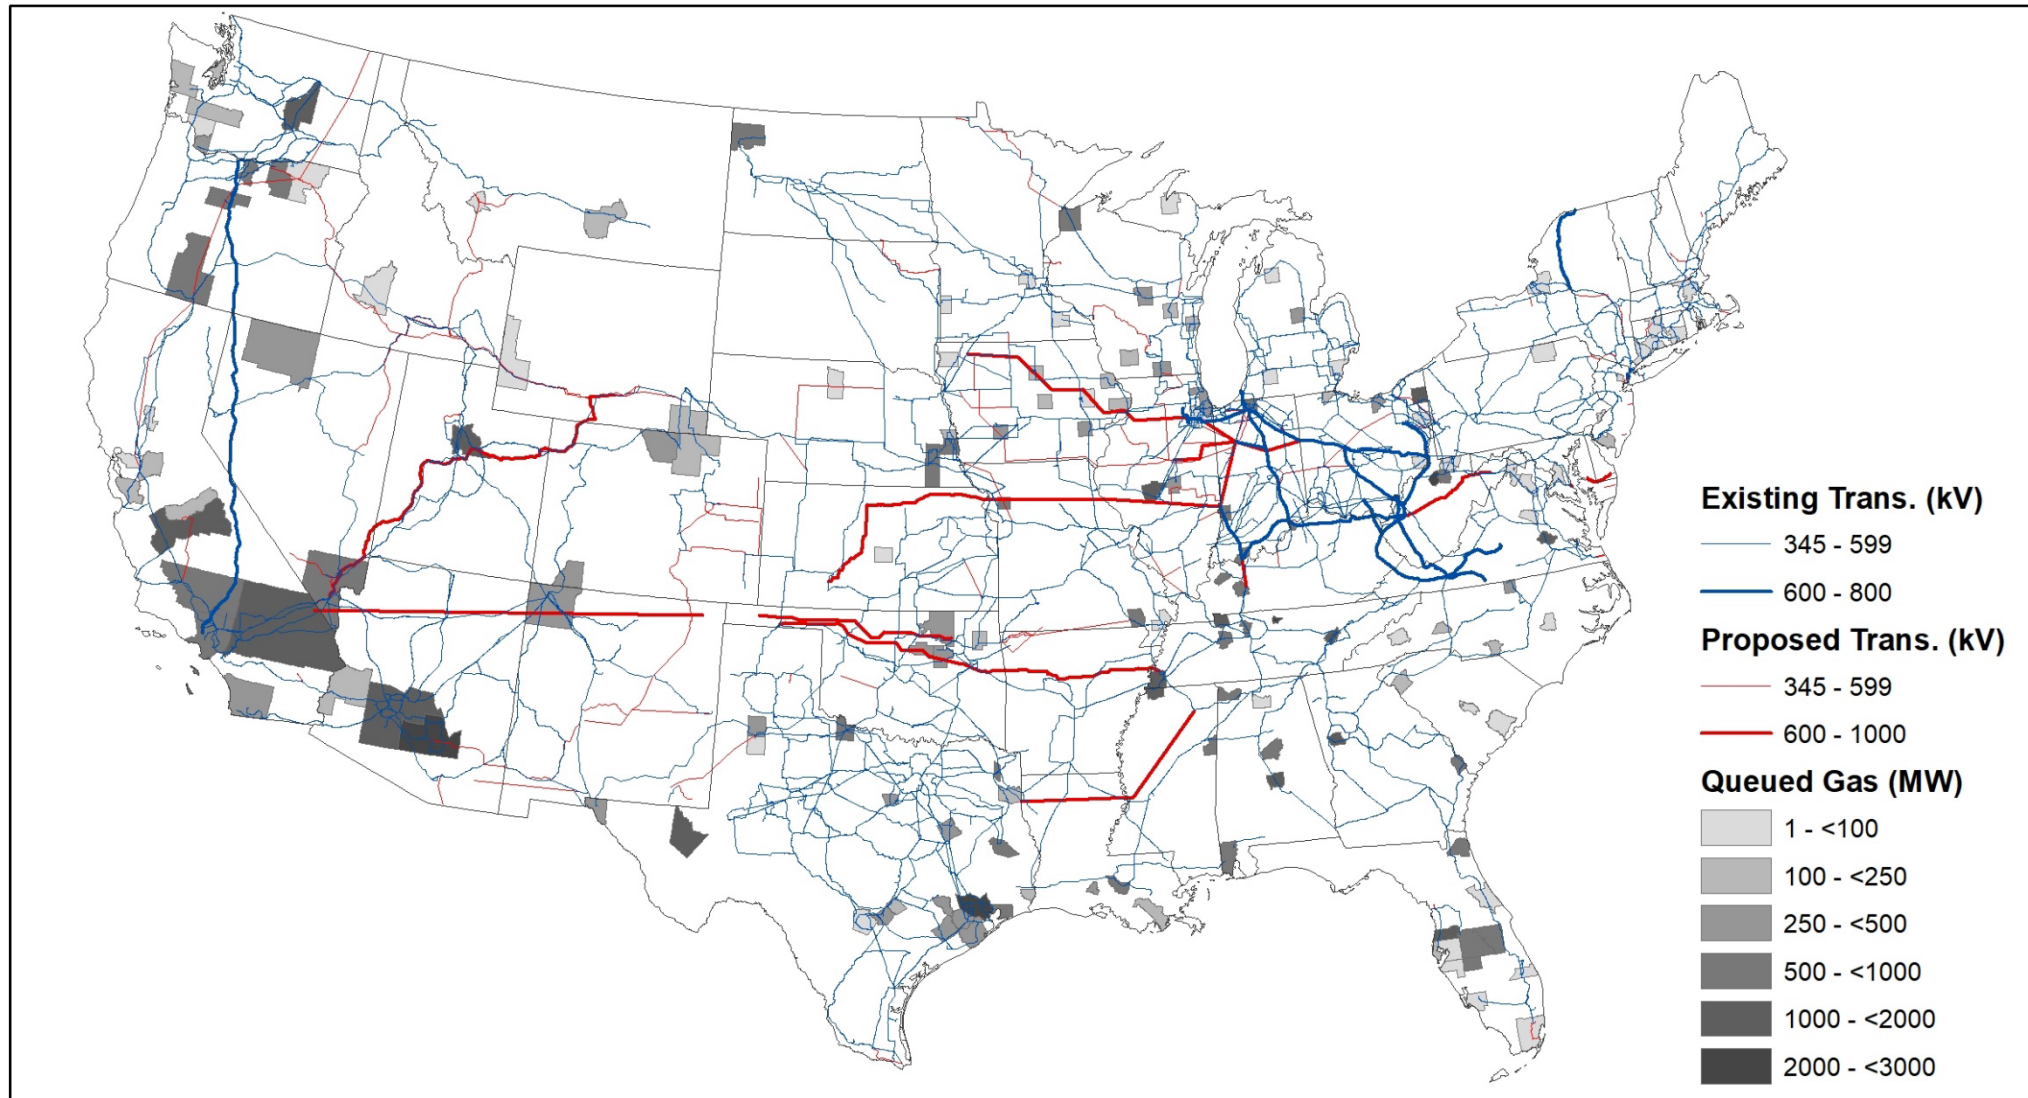 Existing Trans. (kV)
345 - 599
600 - 800
Proposed Trans. (kV)
345 - 599
600 - 1000
Queued Gas (MW)
1 - <100
100 - <250
250 - <500
500 - <1000
1000 - <2000
2000 - <3000